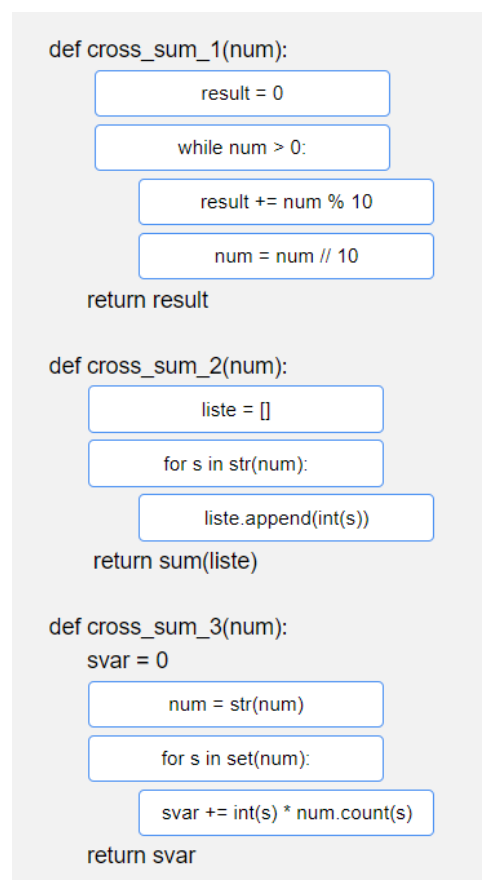 def cross_sum_1(num):
result = 0
while num > 0:
result += num % 10
num = num // 10
return result
def cross_sum_2(num):
liste = []
for s in str(num):
liste.append(int(s))
return sum(liste)
def cross_sum_3(num):
svar = 0
num = str(num)
for s in set(num):
svar += int(s) * num.count(s)
return svar